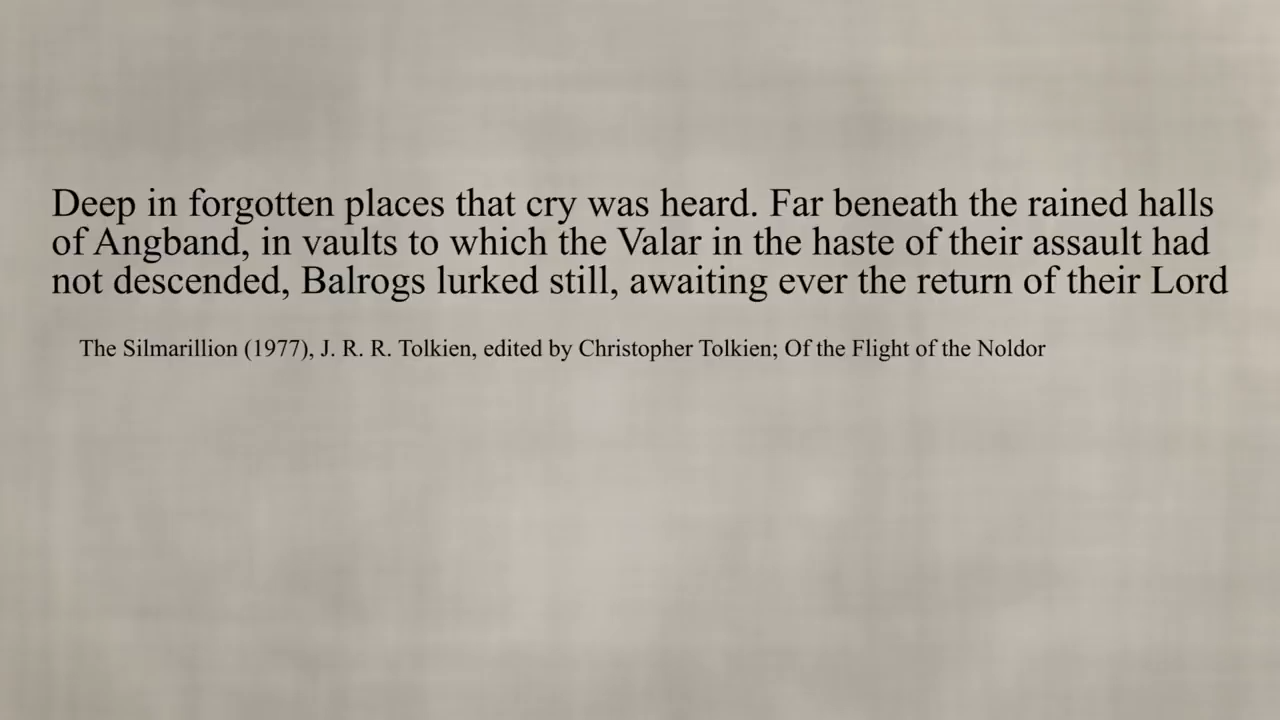 Deep in forgotten places that cry was heard. Far beneath the rained halls
of Angband, in vaults to which the Valar in the haste of their assault had
not descended, Balrogs lurked still, awaiting ever the return of their Lord
The Silmarillion (1977), J. R. R. Tolkien, edited by Christopher Tolkien; Of the Flight of the Noldor